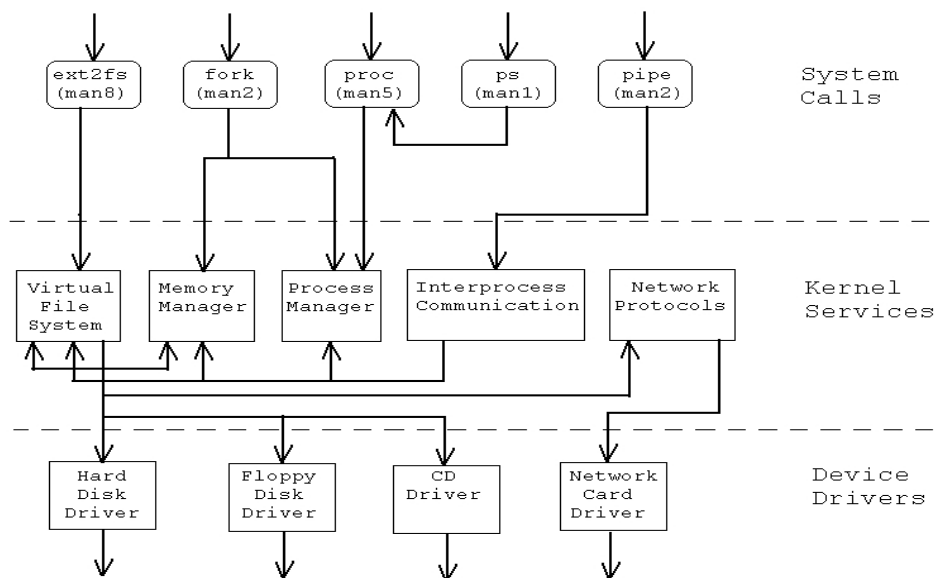 ext2fs
(man8)
fork
(man2)
proc
(man5)
ps
(man1)
pipe
(man2)
System
Calls
Virtual
File
System
Memory
Manager
Process
Manager
Interprocess
Communication
Network
Protocols
Kernel
Services
Hard
Disk
Driver
Floppy
Disk
Driver
CD
Driver
Network
Card
Driver
Device
Drivers